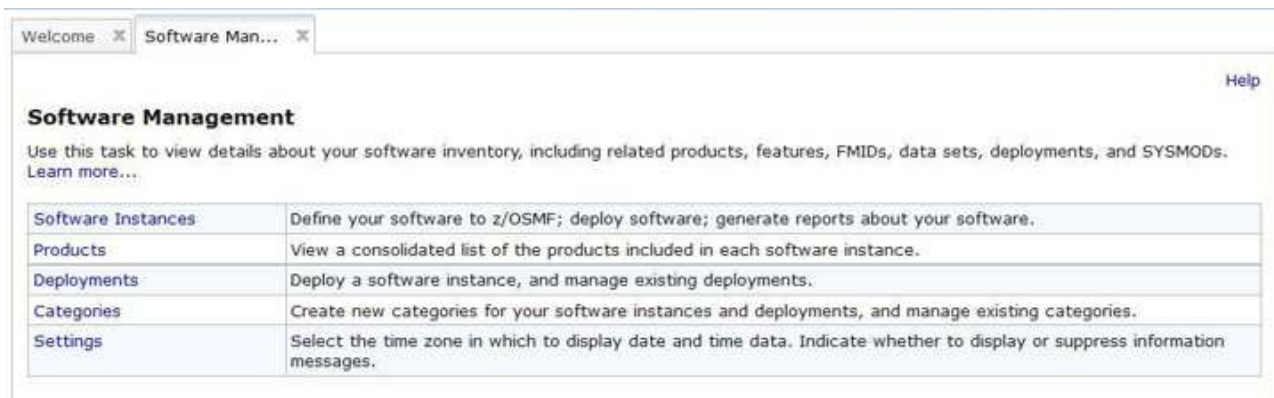 Welcome
Software Man...
Help
Software Management
Use this task to view details about your software inventory, including related products, features, FMIDs, data sets, deployments, and SYSMODs.
Learn more...
Software Instances Define your software to z/OSMF; deploy software; generate reports about your software.
Products View a consolidated list of the products included in each software instance.
Deployments Deploy a software instance, and manage existing deployments.
Categories Create new categories for your software instances and deployments, and manage existing categories.
Settings Select the time zone in which to display date and time data. Indicate whether to display or suppress information
messages.